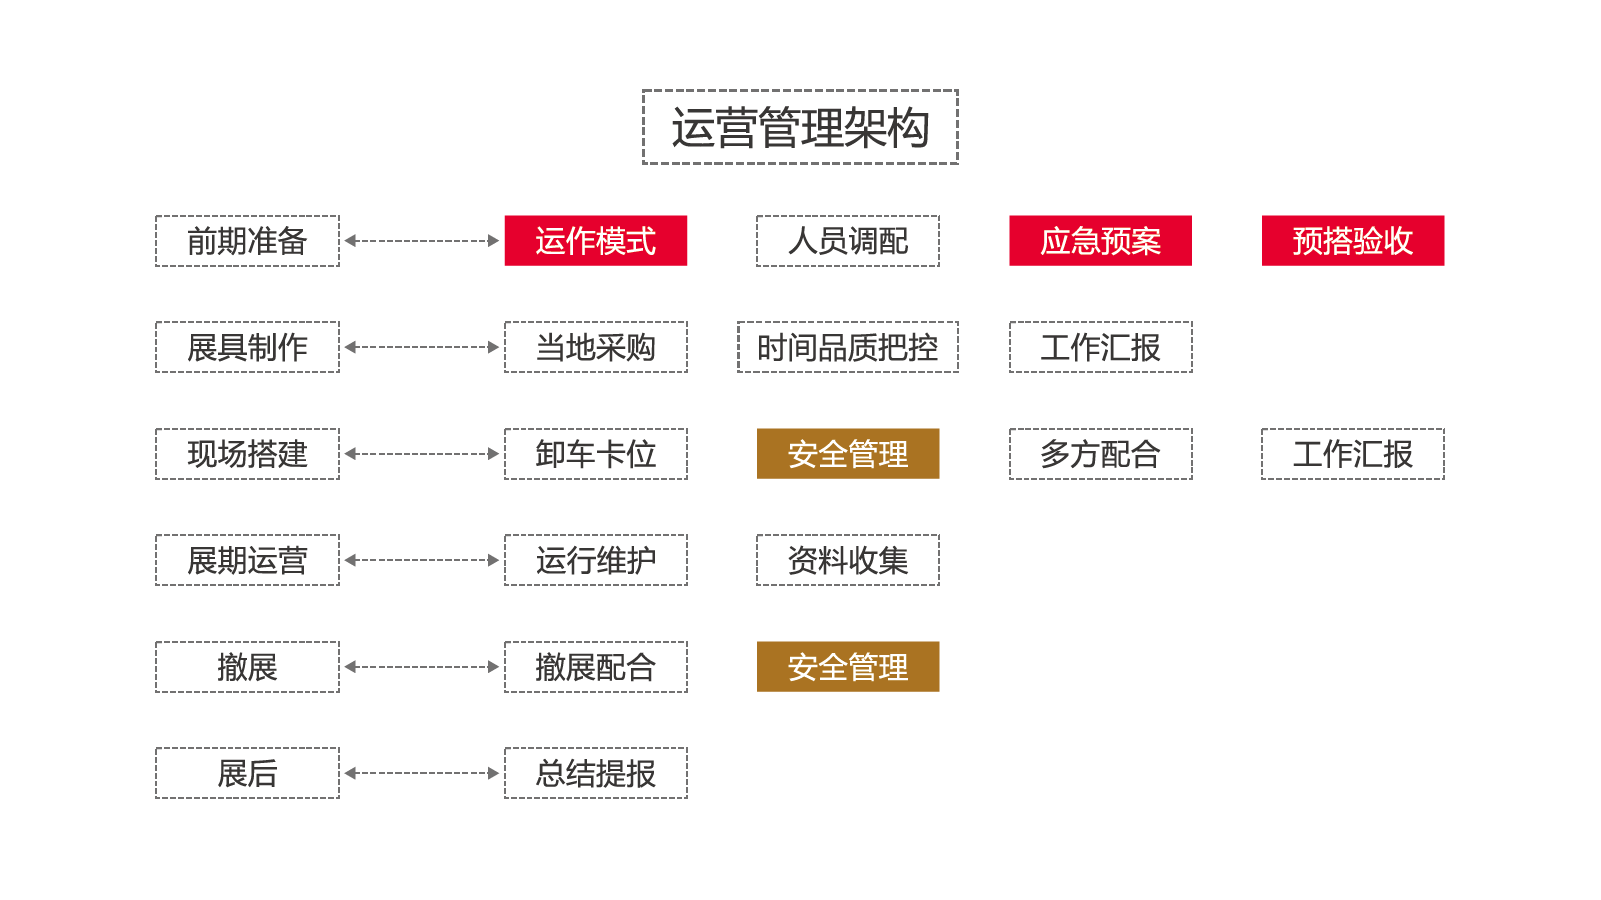 运营管理架构
前期准备 运作模式 人员调配 应急预案 预搭验收
展具制作 当地采购 时间品质把控 工作汇报
现场搭建 卸车卡位 安全管理 多方配合 工作汇报
展期运营 运行维护 资料收集
撤展 撤展配合 安全管理
展后 总结提报